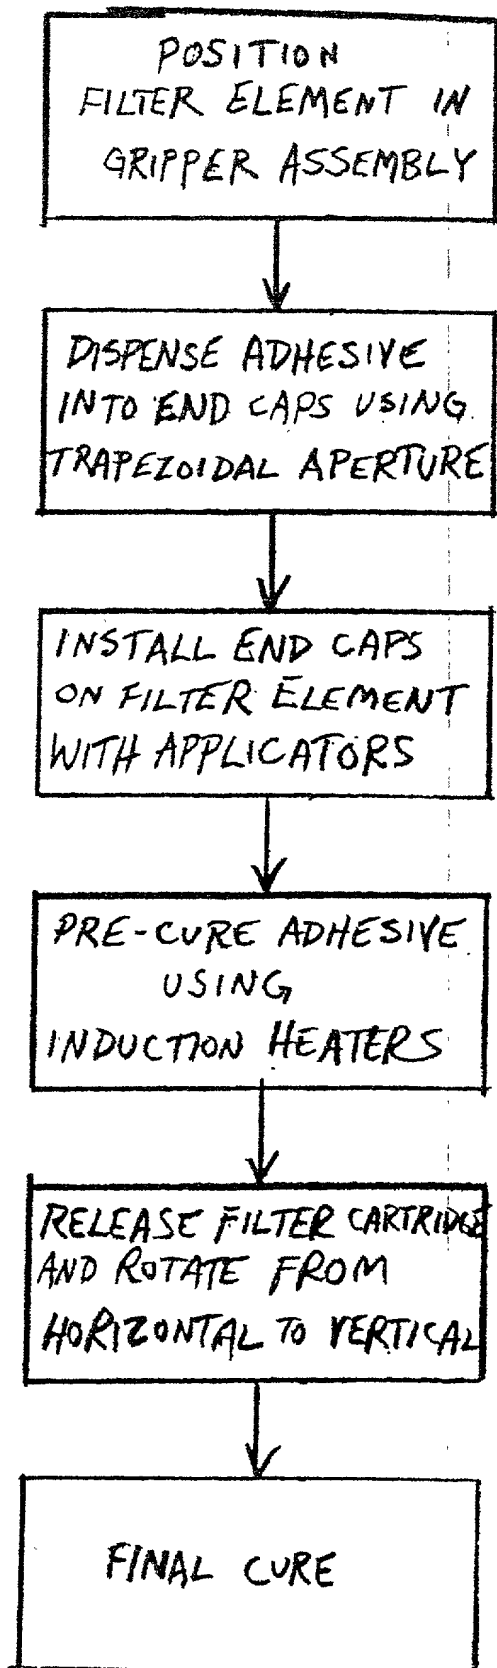 POSITION
FILTER ELEMENT IN
GRIPPER ASSEMBLY
DISPENSE ADHESIVE
INTO END CAPS USING
TRAPEZOIDAL APERTURE
INSTALL END CAPS
ON FILTER ELEMENT
WITH APPLICATORS
PRE-CURE ADHESIVE
USING
INDUCTION HEATERS
RELEASE FILTER CARTRIDGE
AND ROTATE FROM
HORIZONTAL TO VERTICAL
FINAL CURE